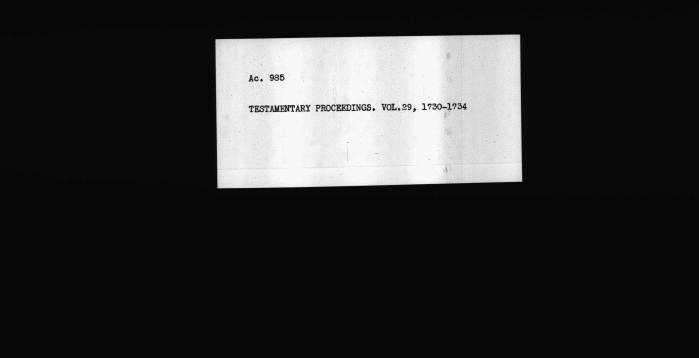 Ac. 985
TESTAMENTARY PROCEEDINGS. VOL.29, 1730-1734